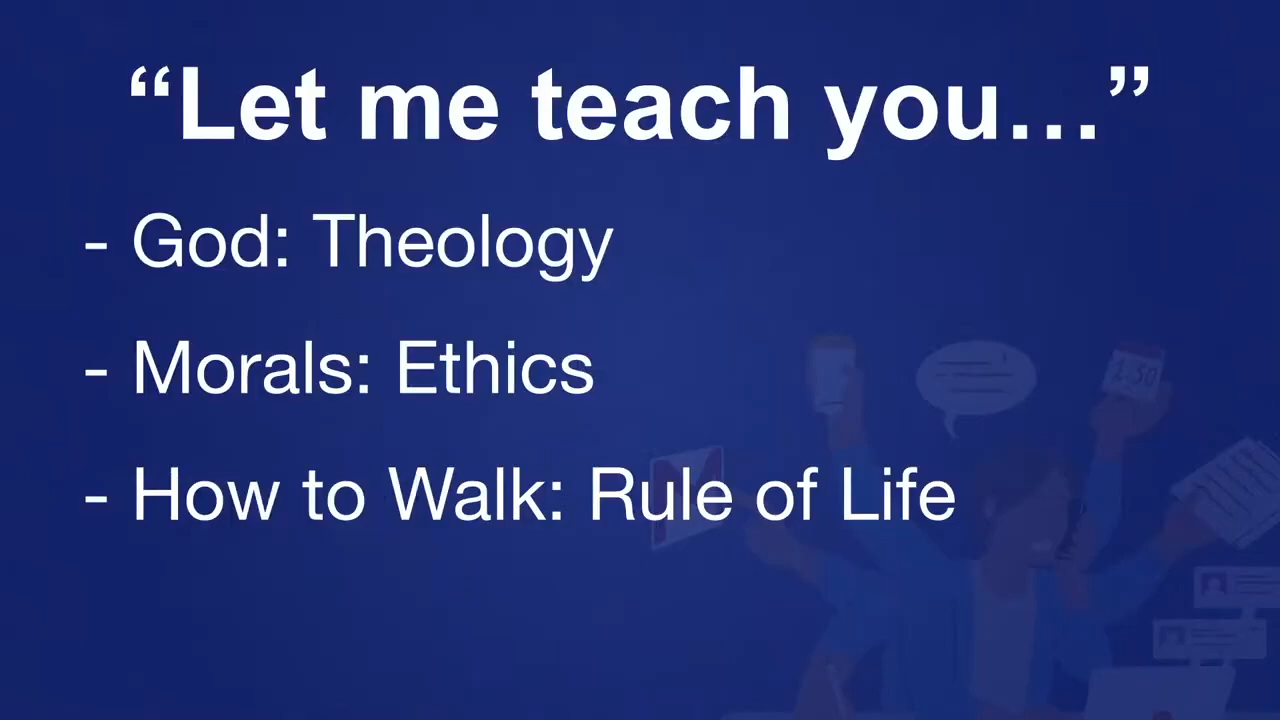 “Let me teach you…”
- God: Theology
- Morals: Ethics
- How to Walk: Rule of Life